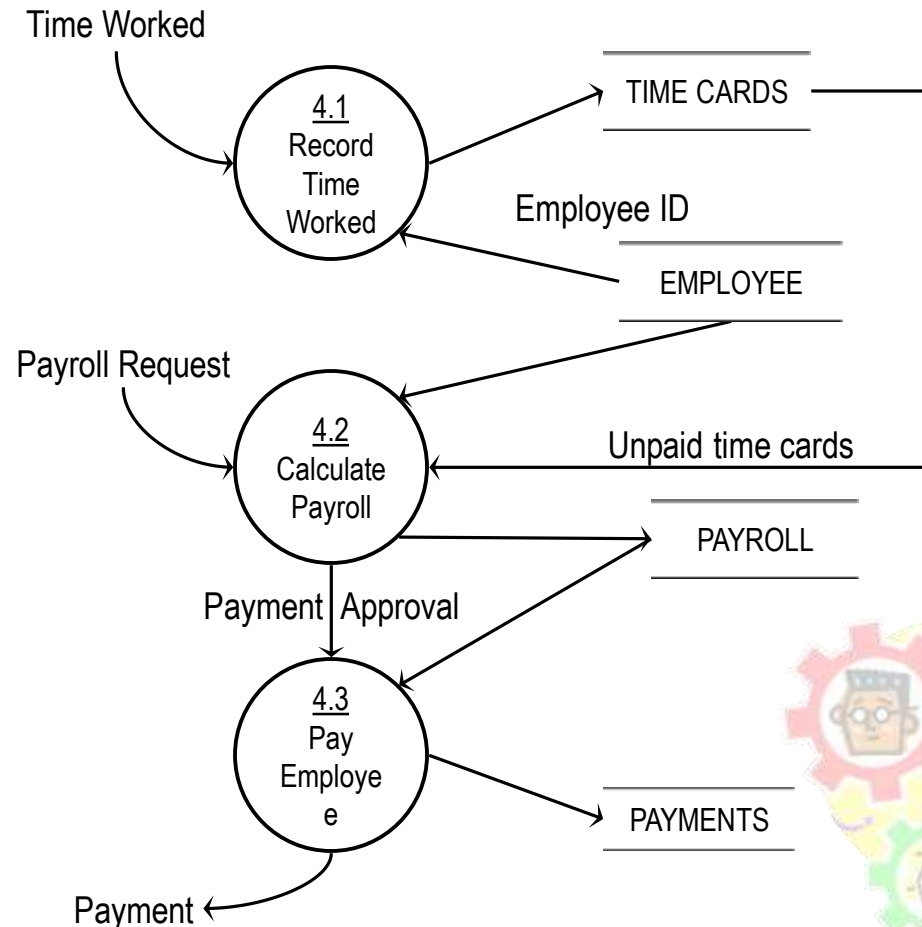 Time Worked
4.1
Record
Time
Worked
TIME CARDS
Employee ID
EMPLOYEE
Payroll Request
4.2
Calculate
Payroll
Unpaid time cards
PAYROLL
Payment Approval
4.3
Pay
Employe
e
PAYMENTS
Payment